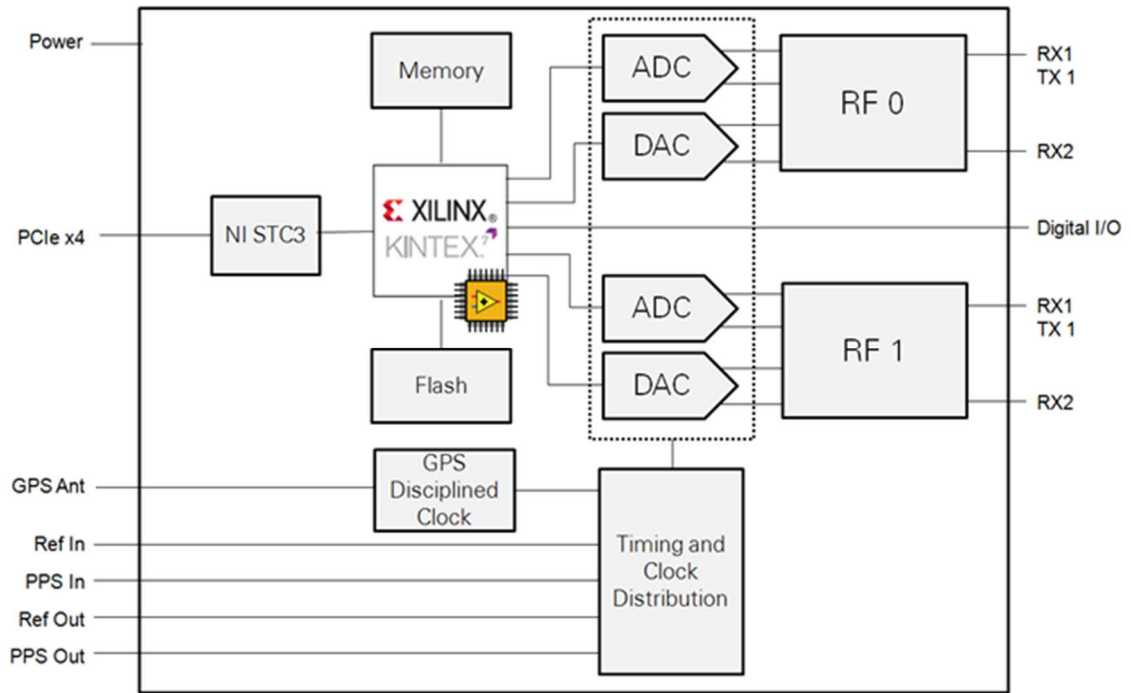 Power
Memory
ADC
RF 0
RX1
TX 1
DAC
RX2
PCIe x4
NI STC3
XILINX®
KINTEX 7
Digital I/O
ADC
RF 1
RX1
TX 1
DAC
RX2
Flash
GPS Ant
GPS
Disciplined
Clock
Ref In
PPS In
Ref Out
PPS Out
Timing and
Clock
Distribution